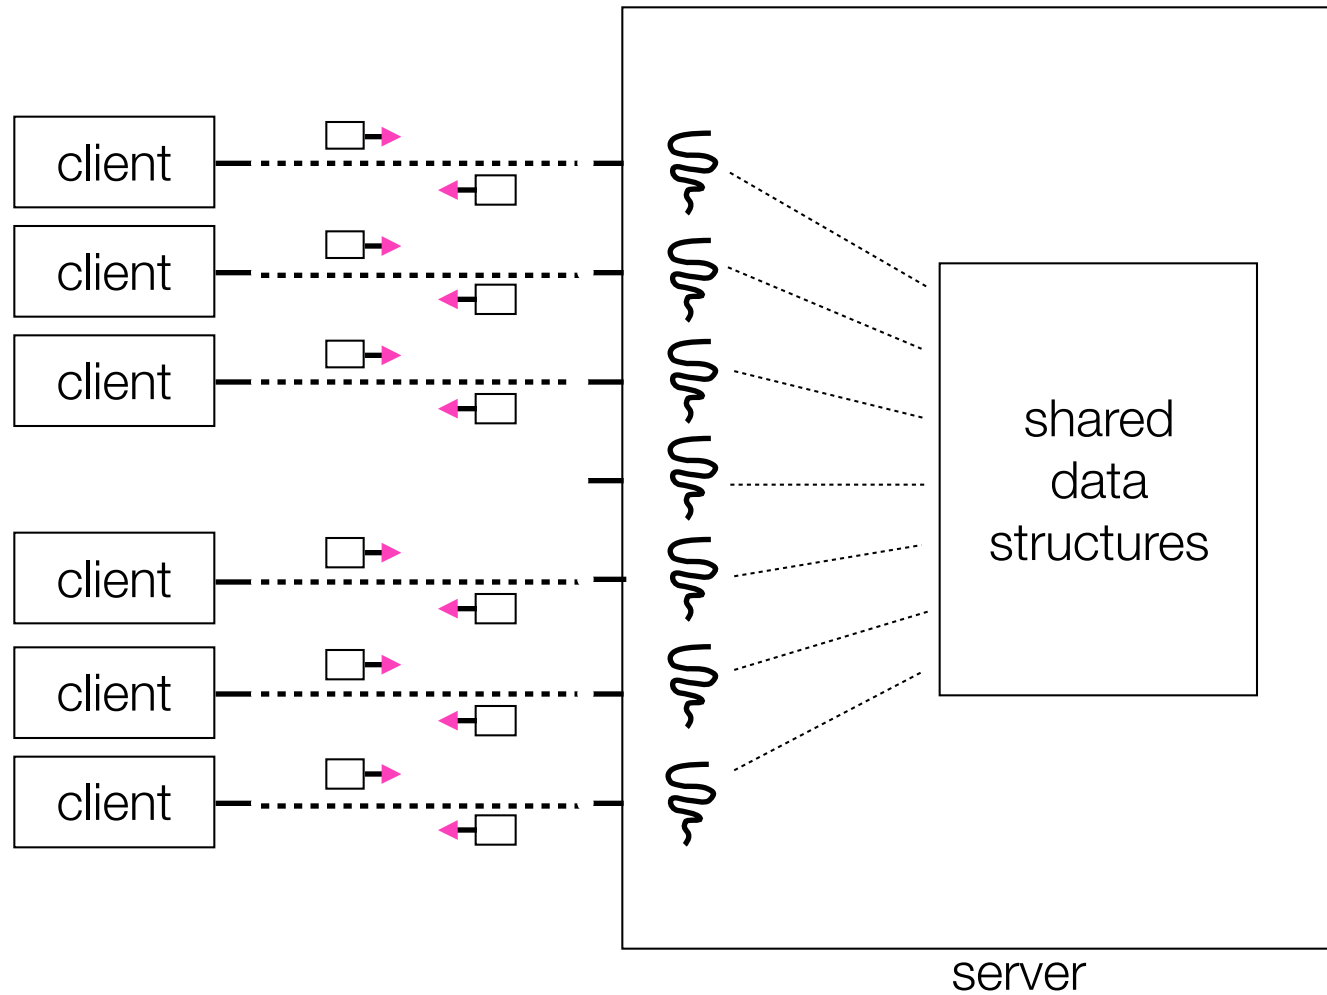 client
client
client
client
client
client
shared
data
structures
server